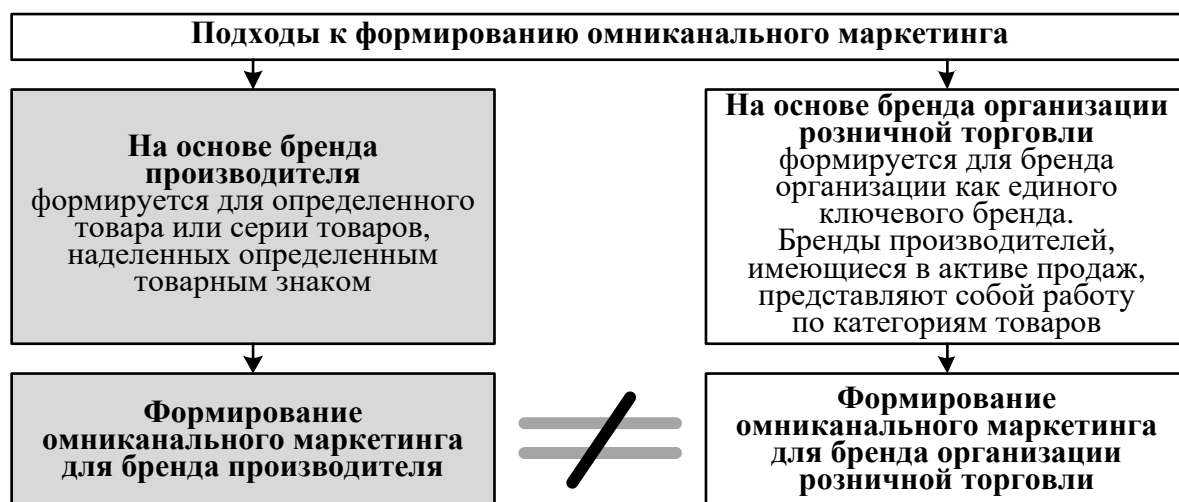 Подходы к формированию омниканального маркетинга
На основе бренда
производителя
формируется для определенного
товара или серии товаров,
наделенных определенным
товарным знаком
На основе бренда организации
розничной торговли
формируется для бренда
организации как единого
ключевого бренда.
Бренды производителей,
имеющиеся в активе продаж,
представляют собой работу
по категориям товаров
Формирование
омниканального маркетинга
для бренда производителя
Формирование
омниканального маркетинга
для бренда организации
розничной торговли